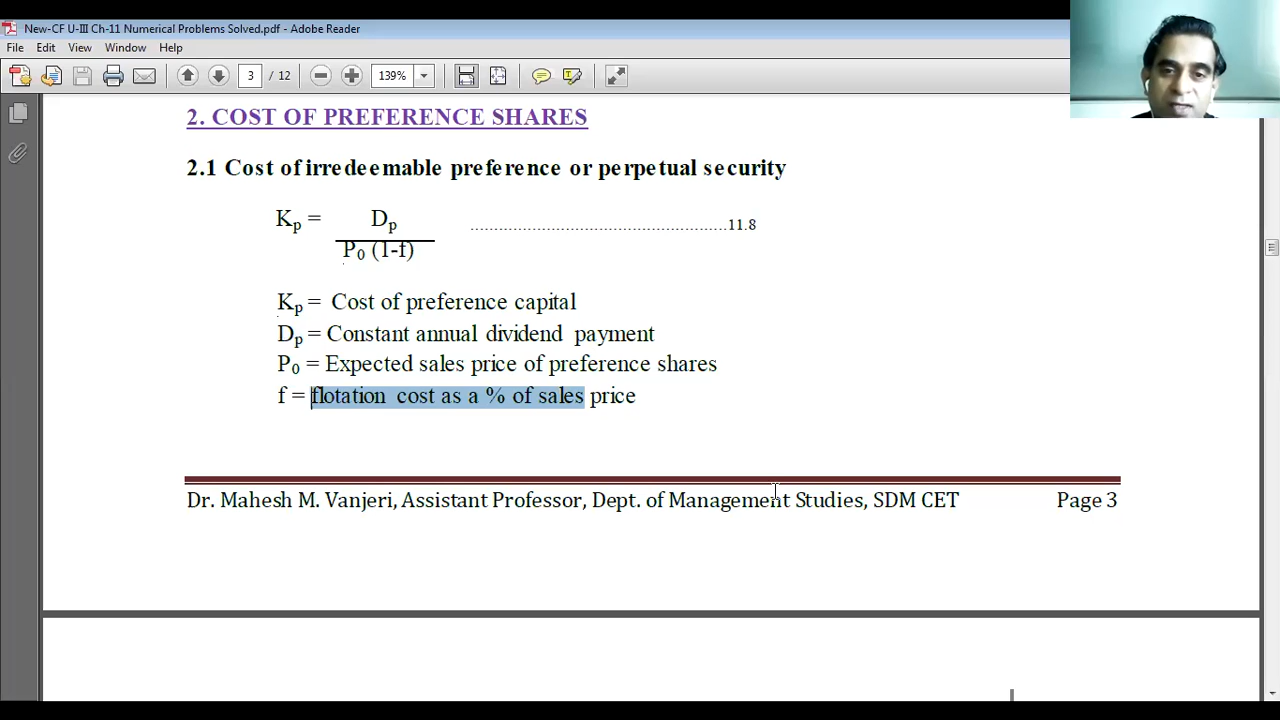 New-CF U-III Ch-11 Numerical Problems Solved.pdf - Adobe Reader
File Edit View Window Help
3 / 12 139%
2. COST OF PREFERENCE SHARES
2.1 Cost of irredeemable preference or perpetual security
Kp = Dp ......................................................11.8
P0 (1-f)
Kp = Cost of preference capital
Dp = Constant annual dividend payment
P0 = Expected sales price of preference shares
f = flotation cost as a % of sales price
Dr. Mahesh M. Vanjeri, Assistant Professor, Dept. of Management Studies, SDM CET Page 3